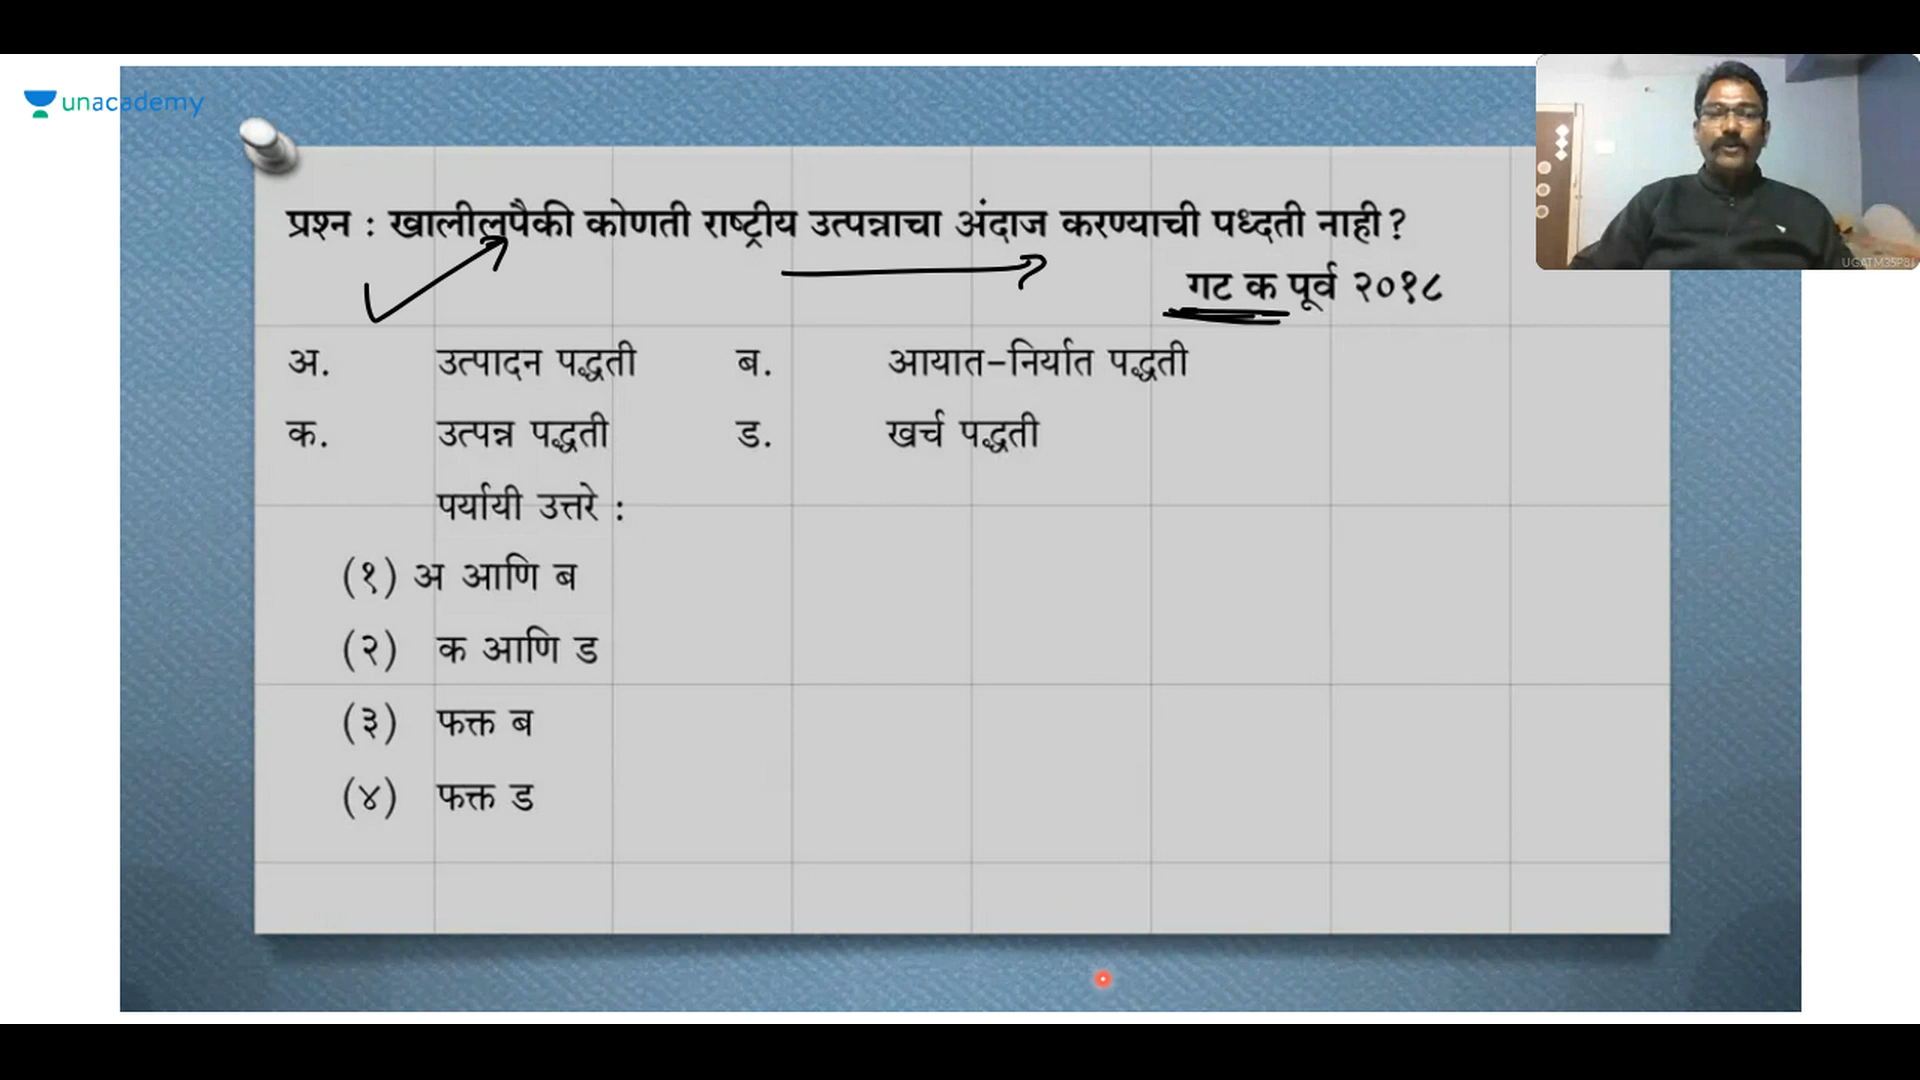 unacademy
प्रश्न : खालीलपैकी कोणती राष्ट्रीय उत्पन्नाचा अंदाज करण्याची पध्दती नाही?
गट क पूर्व २०१८
अ. उत्पादन पद्धती ब. आयात-निर्यात पद्धती
क. उत्पन्न पद्धती ड. खर्च पद्धती
पर्यायी उत्तरे :
(१) अ आणि ब
(२) क आणि ड
(३) फक्त ब
(४) फक्त ड